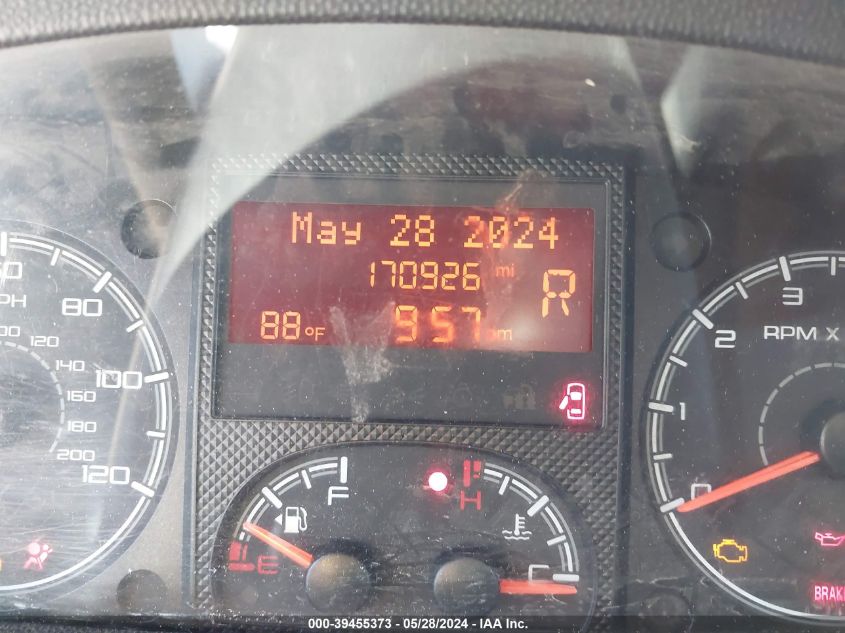 May 28 2024
170926 mi
R
88°F
957 pm
80
PH
100
120
120
140
160
180
200
3
2
1
0
RPM X
F
E
H
C
BRAK
000-39455373 - 05/28/2024 - IAA Inc.